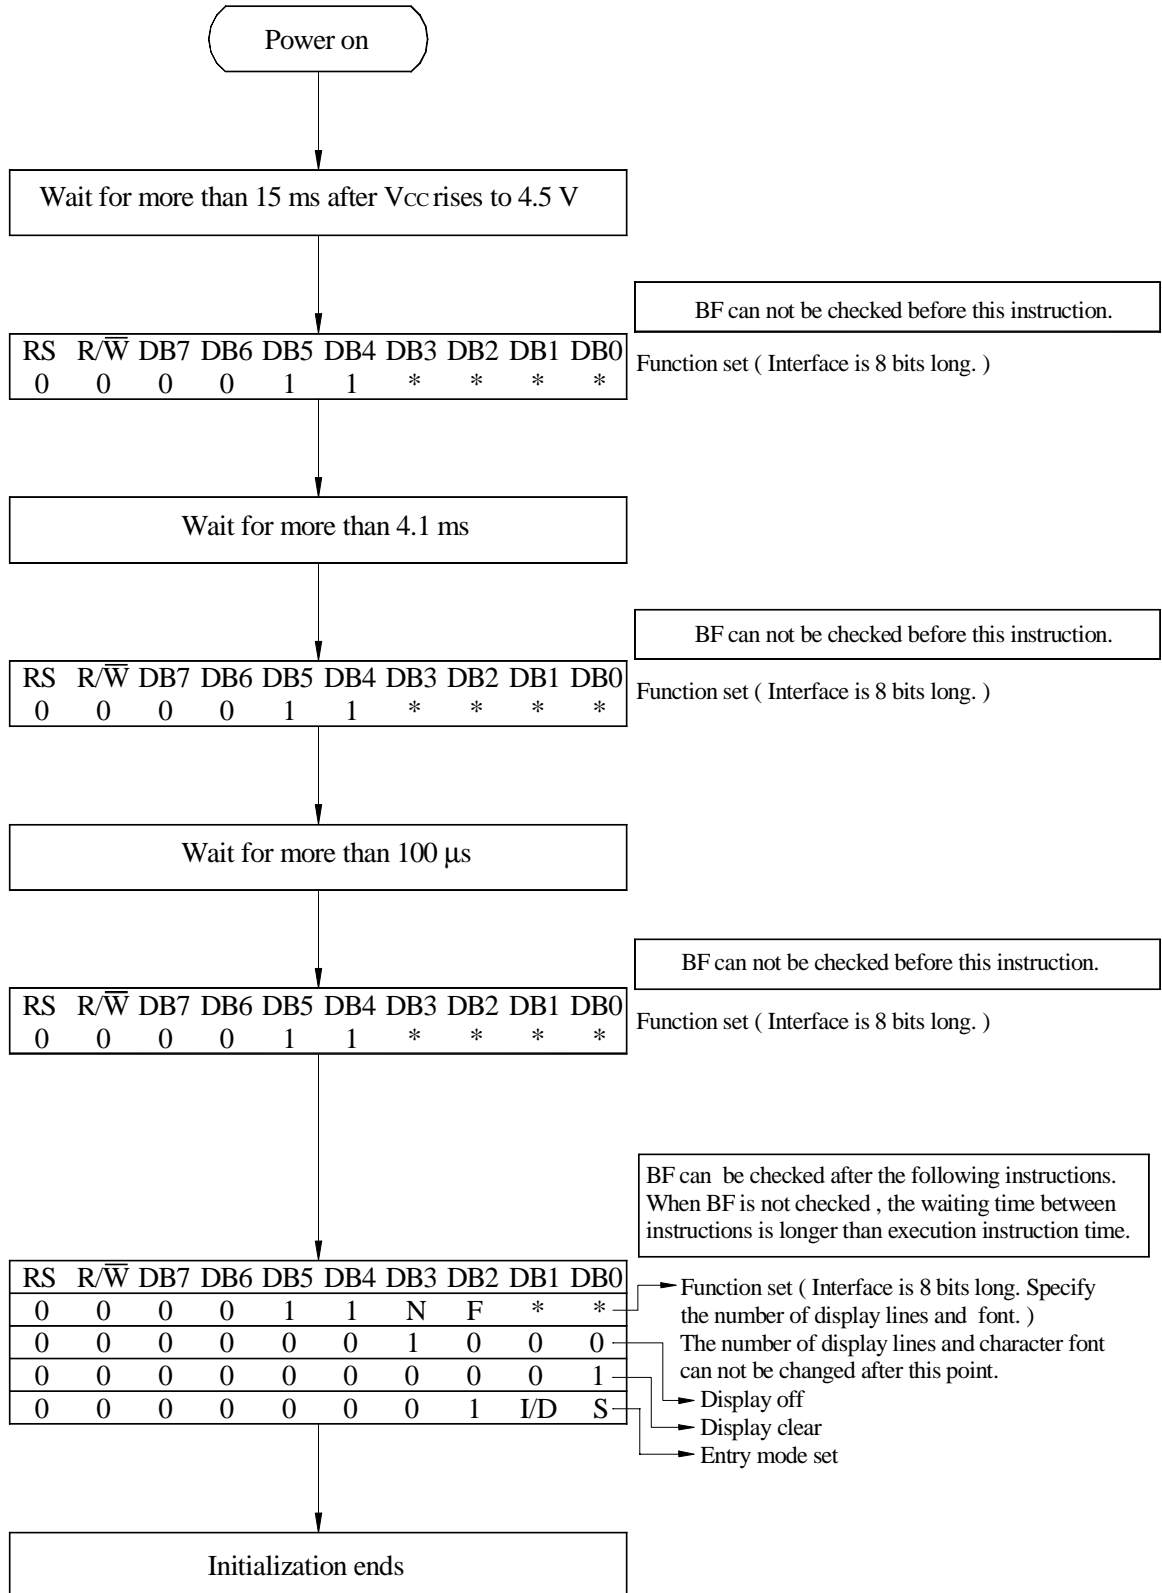 Power on
Wait for more than 15 ms after VCC rises to 4.5 V
BF can not be checked before this instruction.
RS R/W̅ DB7 DB6 DB5 DB4 DB3 DB2 DB1 DB0
0 0 0 0 1 1 * * * *
Function set ( Interface is 8 bits long. )
Wait for more than 4.1 ms
BF can not be checked before this instruction.
RS R/W̅ DB7 DB6 DB5 DB4 DB3 DB2 DB1 DB0
0 0 0 0 1 1 * * * *
Function set ( Interface is 8 bits long. )
Wait for more than 100 μs
BF can not be checked before this instruction.
RS R/W̅ DB7 DB6 DB5 DB4 DB3 DB2 DB1 DB0
0 0 0 0 1 1 * * * *
Function set ( Interface is 8 bits long. )
BF can be checked after the following instructions.
When BF is not checked , the waiting time between
instructions is longer than execution instruction time.
RS R/W̅ DB7 DB6 DB5 DB4 DB3 DB2 DB1 DB0
0 0 0 0 1 1 N F * *
0 0 0 0 0 0 1 0 0 0
0 0 0 0 0 0 0 0 0 1
0 0 0 0 0 0 0 1 I/D S
Function set ( Interface is 8 bits long. Specify
the number of display lines and font. )
The number of display lines and character font
can not be changed after this point.
Display off
Display clear
Entry mode set
Initialization ends